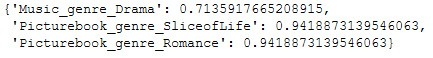 {'Music_genre_Drama': 0.7135917665208915,
'Picturebook_genre_SliceofLife': 0.9418873139546063,
'Picturebook_genre_Romance': 0.9418873139546063}